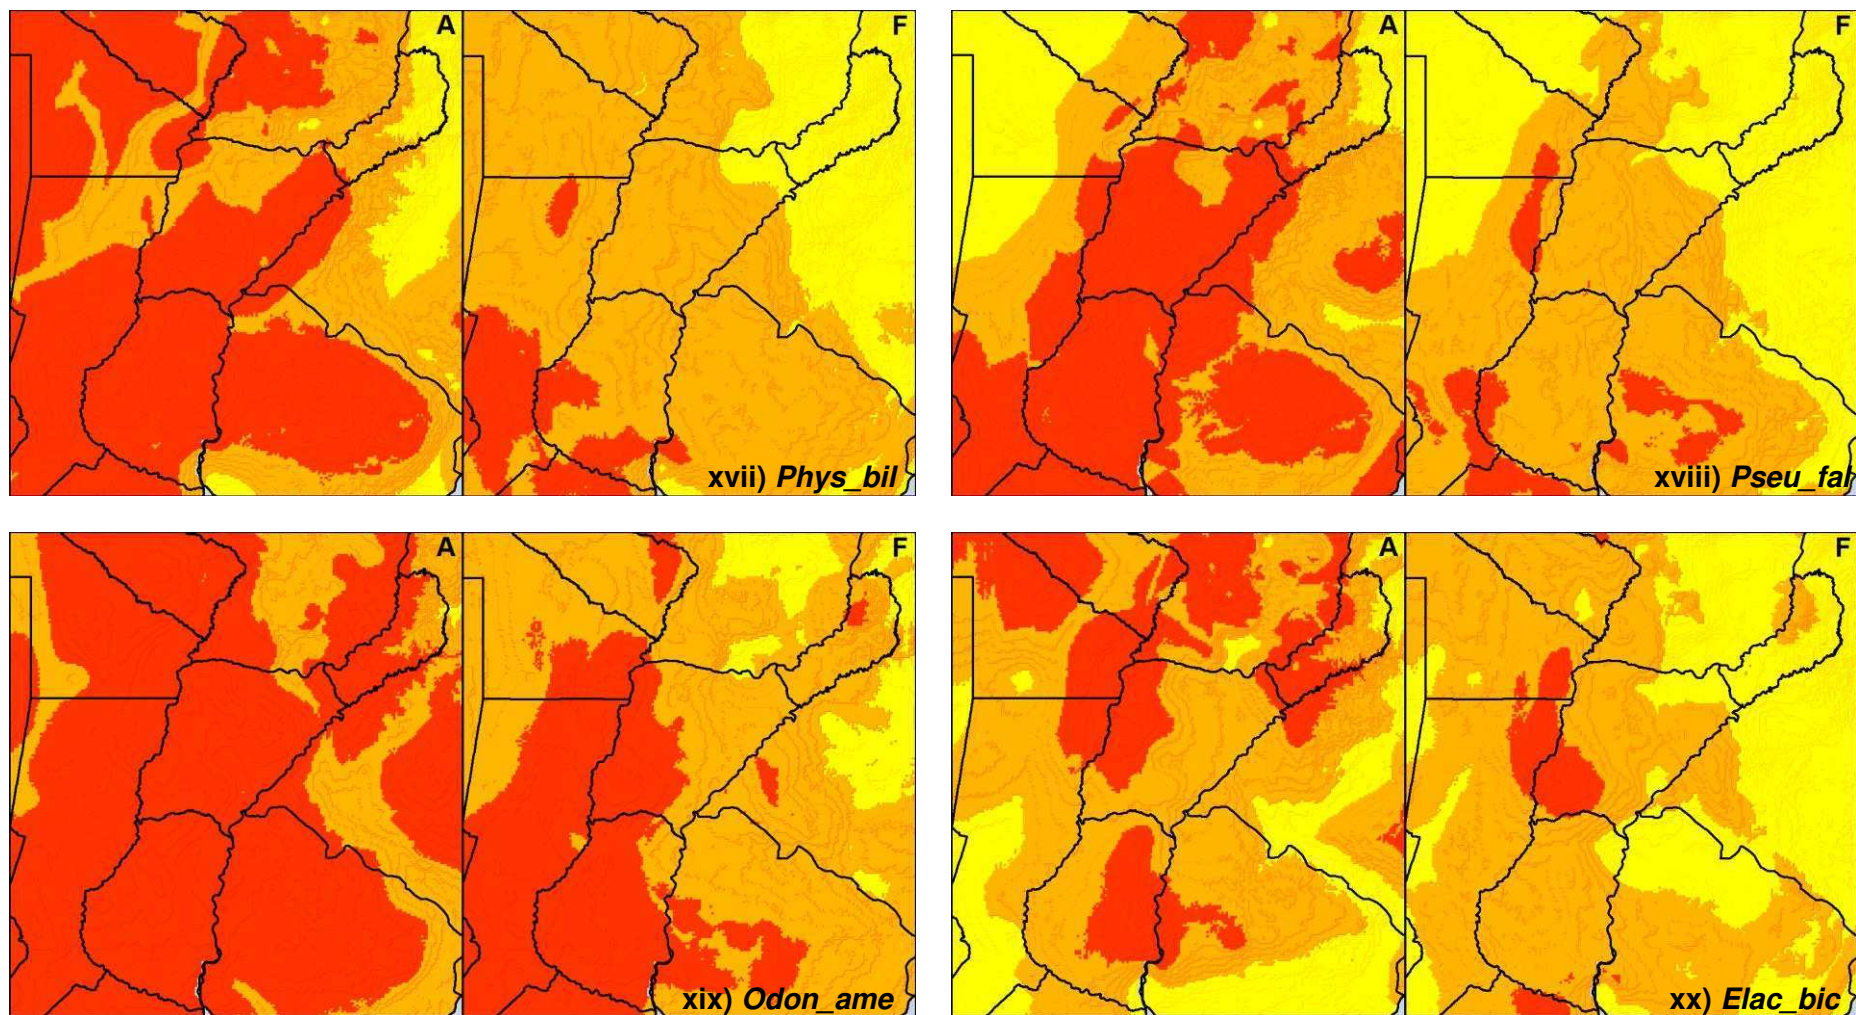 A F
xvii) Phys_bil
A F
xviii) Pseu_fal
A F
xix) Odon_ame
A F
xx) Elac_bic